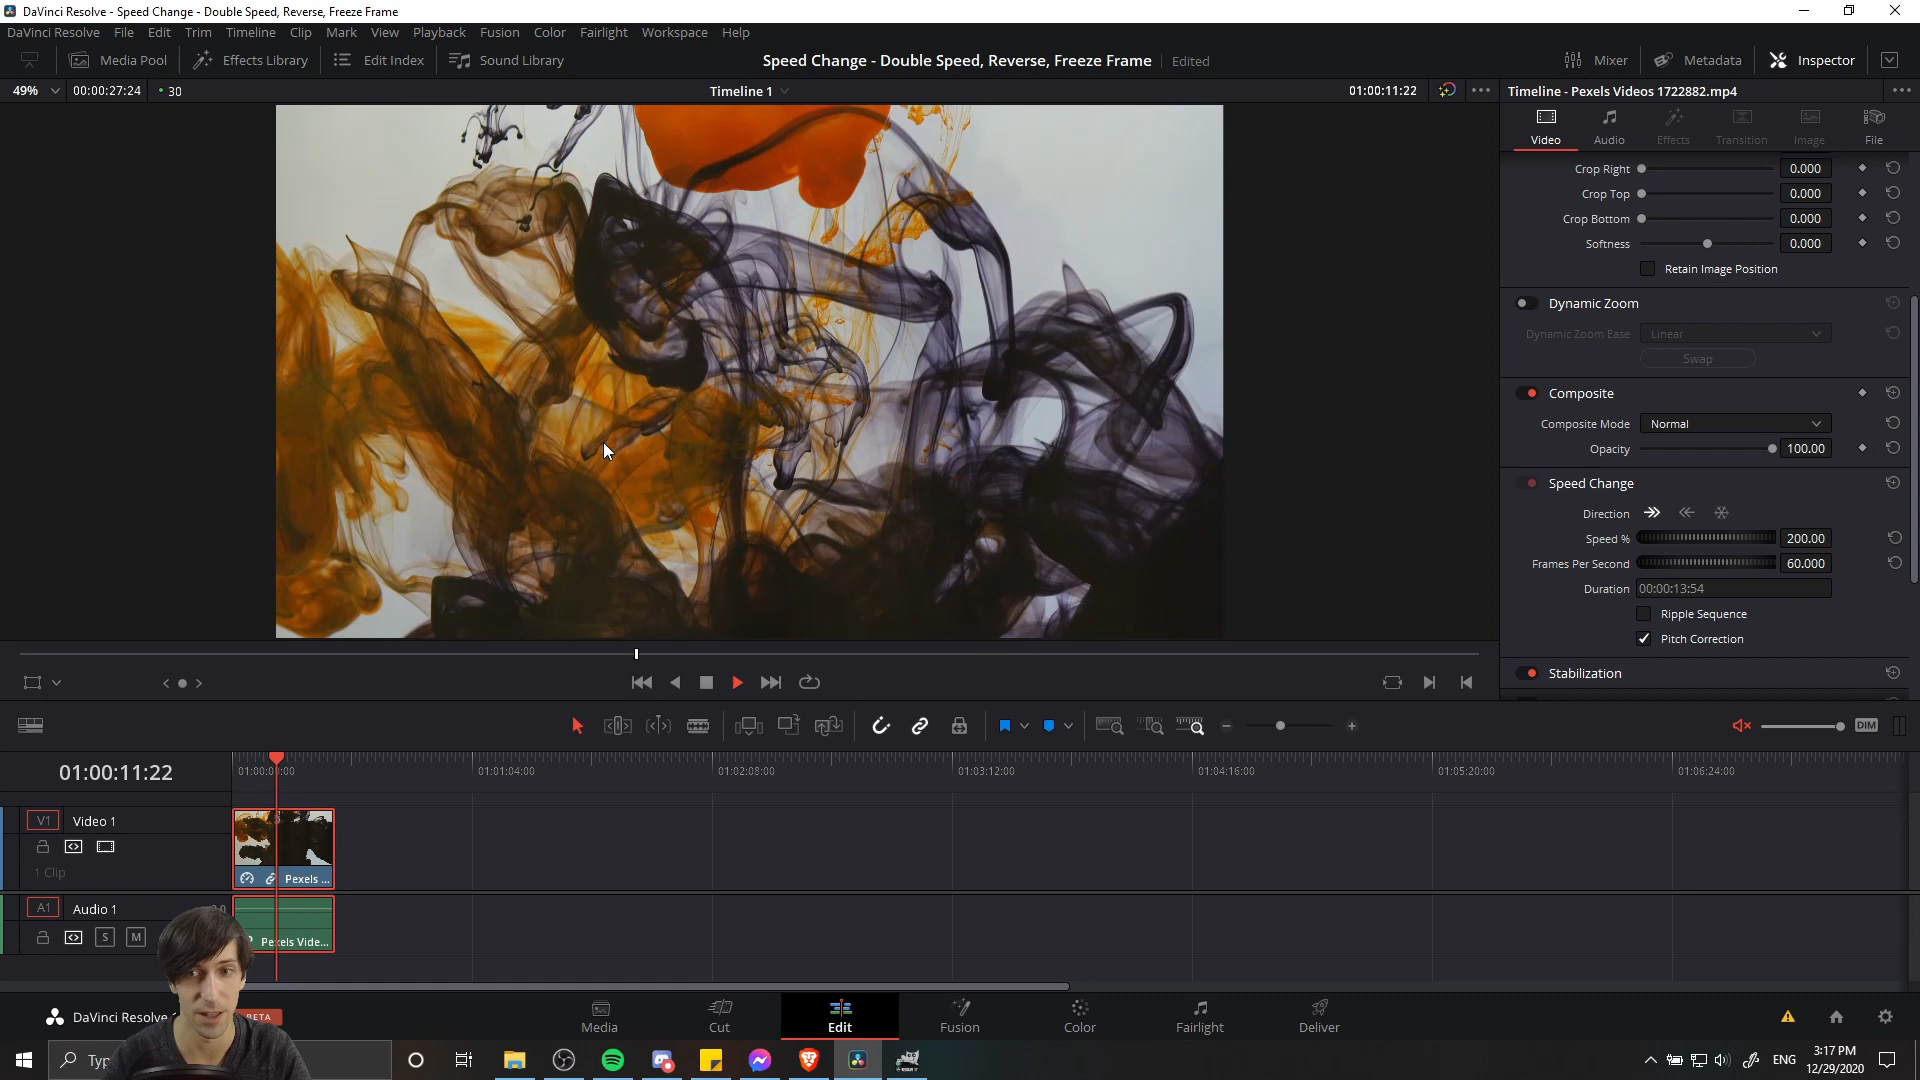 DaVinci Resolve - Speed Change - Double Speed, Reverse, Freeze Frame
DaVinci Resolve File Edit Trim Timeline Clip Mark View Playback Fusion Color Fairlight Workspace Help
Media Pool Effects Library Edit Index Sound Library Speed Change - Double Speed, Reverse, Freeze Frame Edited Mixer Metadata Inspector
49% 00:00:27:24 30 Timeline 1 01:00:11:22 Timeline - Pexels Videos 1722882.mp4
Video Audio Effects Transition Image File
Crop Right 0.000
Crop Top 0.000
Crop Bottom 0.000
Softness 0.000
Retain Image Position
Dynamic Zoom
Dynamic Zoom Ease Linear
Swap
Composite
Composite Mode Normal
Opacity 100.00
Speed Change
Direction
Speed % 200.00
Frames Per Second 60.000
Duration 00:00:13:54
Ripple Sequence
Pitch Correction
Stabilization
DIM
01:00:11:22 01:01:04:00 01:02:08:00 01:03:12:00 01:04:16:00 01:05:20:00 01:06:24:00
V1 Video 1
1 Clip
Pexels ...
A1 Audio 1
S M Pexels Vide...
DaVinci Resolve
Media Cut Edit Fusion Color Fairlight Deliver
ENG 3:17 PM
12/29/2020